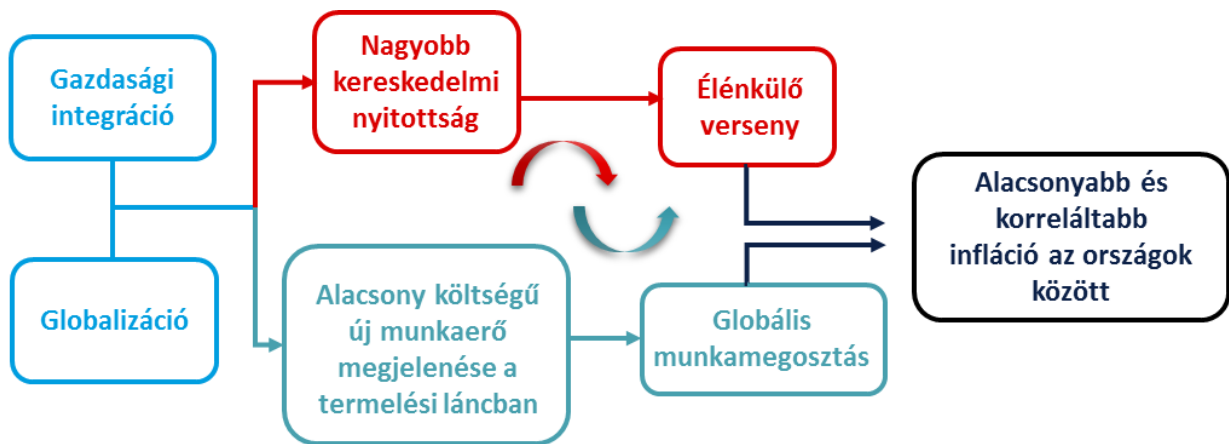 Gazdasági
integráció
Globalizáció
Nagyobb
kereskedelmi
nyitottság
Élénkülő
verseny
Alacsony költségű
új munkaerő
megjelenése a
termelési láncban
Globális
munkamegosztás
Alacsonyabb és
korreláltabb
infláció az országok
között